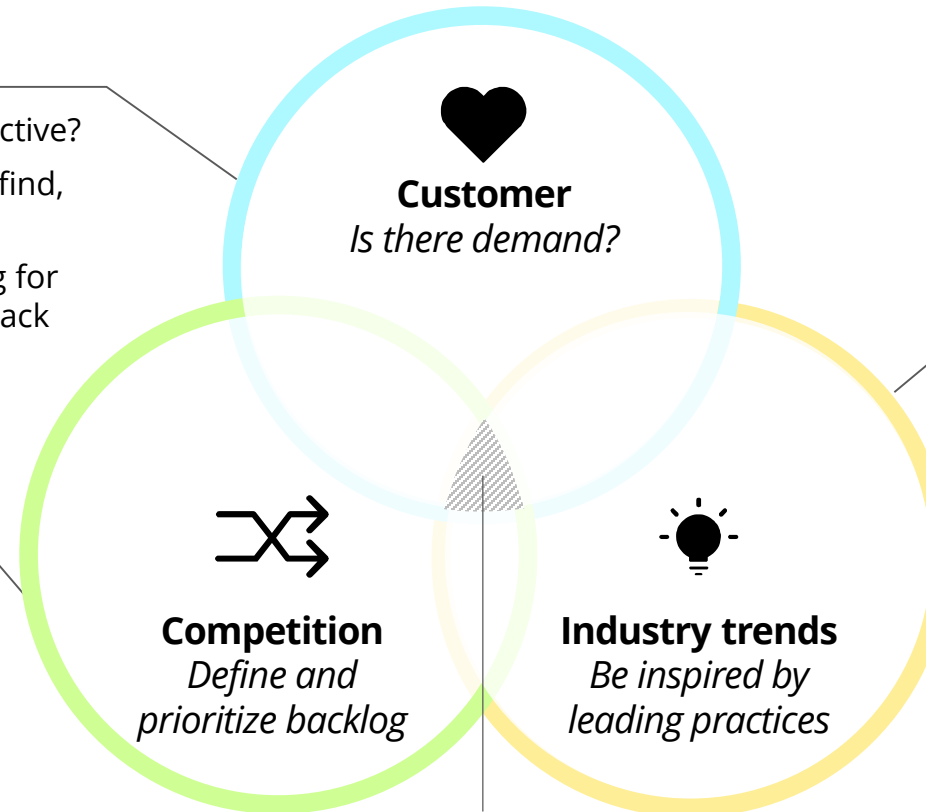 ctive?
find,
g for
ack
Customer
Is there demand?
Competition
Define and
prioritize backlog
Industry trends
Be inspired by
leading practices